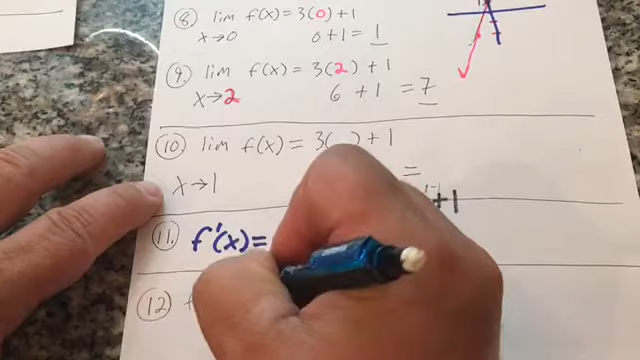 8 lim f(x) = 3(0) + 1
x→0 0 + 1 = 1
9. lim f(x) = 3(2) + 1
x→2 6 + 1 = 7
10 lim f(x) = 3( ) + 1
x→1 =
+1
11. f'(x) =
12